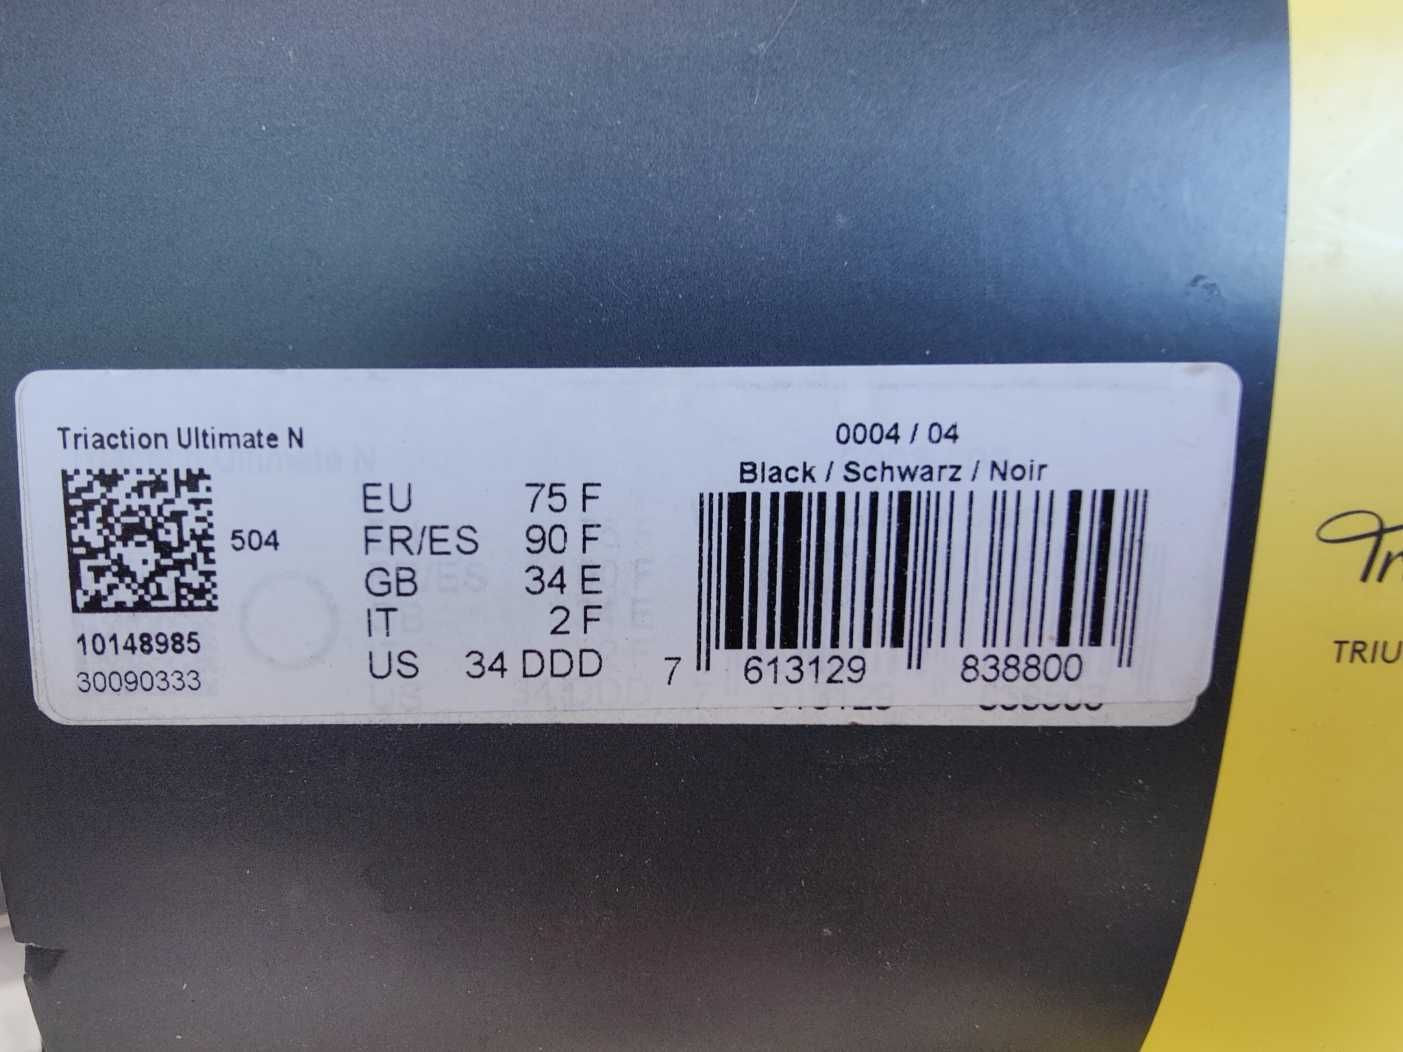 Triaction Ultimate N
504
10148985
30090333
EU 75 F
FR/ES 90 F
GB 34 E
IT 2 F
US 34 DDD
0004 / 04
Black / Schwarz / Noir
7 613129 838800